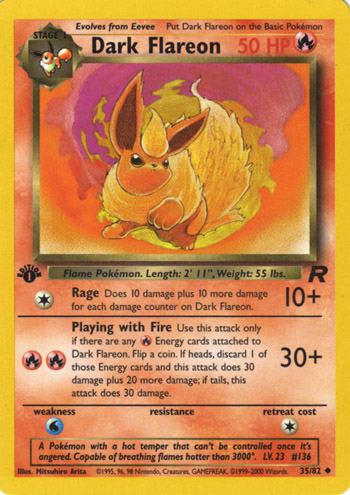 Evolves from Eevee Put Dark Flareon on the Basic Pokémon
STAGE 1
Dark Flareon 50 HP
Flame Pokémon. Length: 2' 11", Weight: 55 lbs.
EDITION
1
R
Rage Does 10 damage plus 10 more damage
for each damage counter on Dark Flareon.
10+
Playing with Fire Use this attack only
if there are any Energy cards attached to
Dark Flareon. Flip a coin. If heads, discard 1 of
those Energy cards and this attack does 30
damage plus 20 more damage; if tails, this
attack does 30 damage.
30+
weakness resistance retreat cost
A Pokémon with a hot temper that can't be controlled once it's
angered. Capable of breathing flames hotter than 3000°. LV. 23 #136
Illus. Mitsuhiro Arita ©1995, 96, 98 Nintendo, Creatures, GAMEFREAK. ©1999-2000 Wizards. 35/82